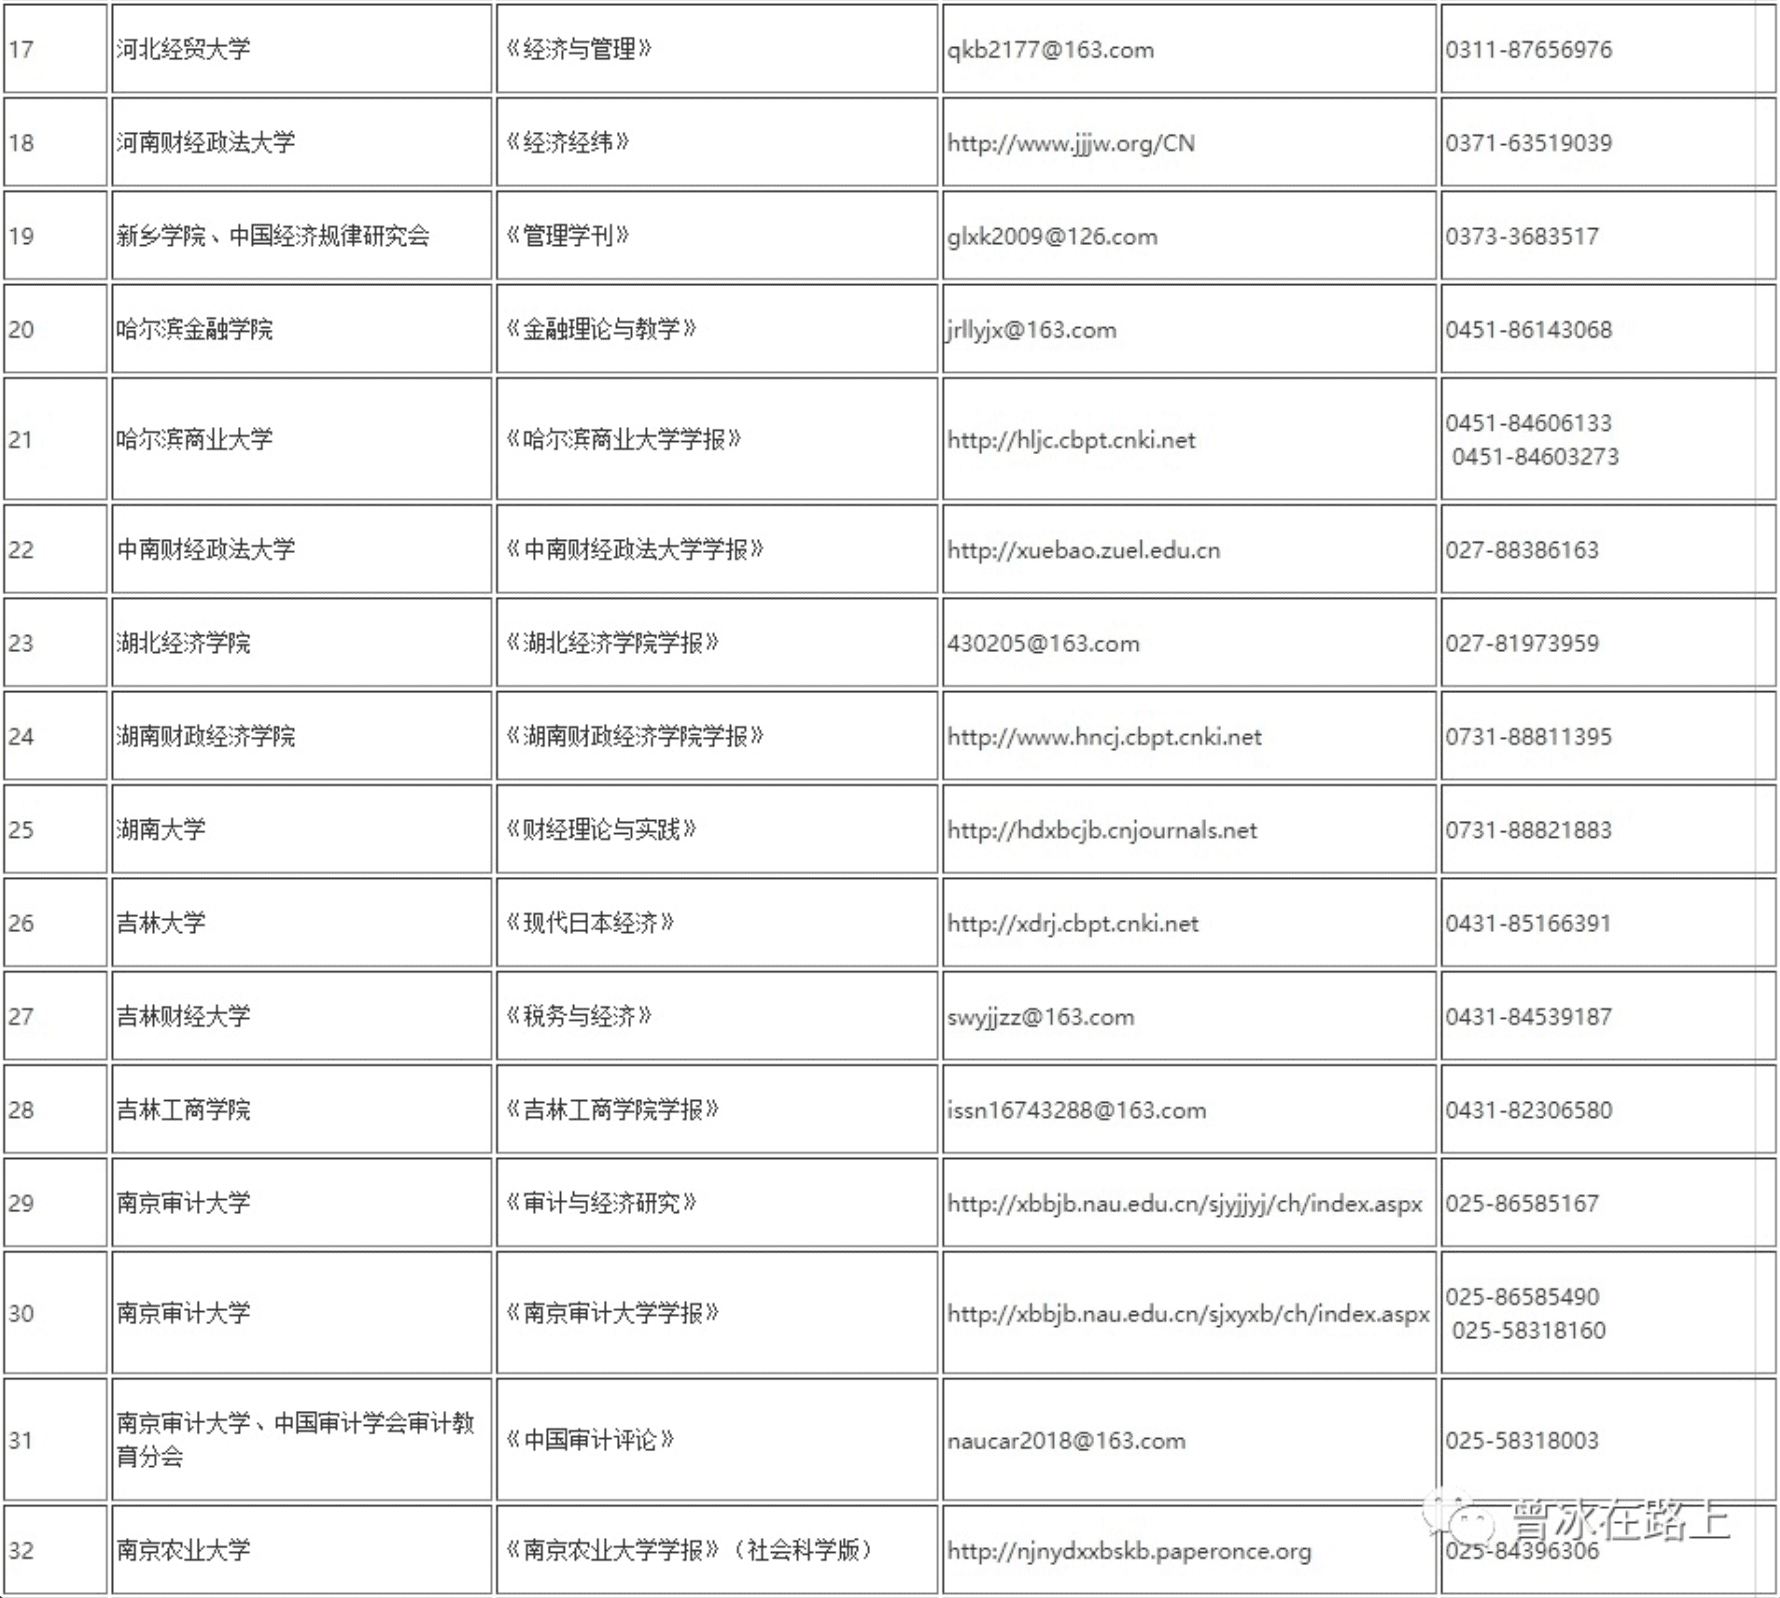 17 河北经贸大学 《经济与管理》 qkb2177@163.com 0311-87656976
18 河南财经政法大学 《经济经纬》 http://www.jjjw.org/CN 0371-63519039
19 新乡学院、中国经济规律研究会 《管理学刊》 glxk2009@126.com 0373-3683517
20 哈尔滨金融学院 《金融理论与教学》 jrllyjx@163.com 0451-86143068
21 哈尔滨商业大学 《哈尔滨商业大学学报》 http://hljc.cbpt.cnki.net 0451-84606133
0451-84603273
22 中南财经政法大学 《中南财经政法大学学报》 http://xuebao.zuel.edu.cn 027-88386163
23 湖北经济学院 《湖北经济学院学报》 430205@163.com 027-81973959
24 湖南财政经济学院 《湖南财政经济学院学报》 http://www.hncj.cbpt.cnki.net 0731-88811395
25 湖南大学 《财经理论与实践》 http://hdxbcjb.cnjournals.net 0731-88821883
26 吉林大学 《现代日本经济》 http://xdrj.cbpt.cnki.net 0431-85166391
27 吉林财经大学 《税务与经济》 swyjjzz@163.com 0431-84539187
28 吉林工商学院 《吉林工商学院学报》 issn16743288@163.com 0431-82306580
29 南京审计大学 《审计与经济研究》 http://xbbjb.nau.edu.cn/sjyjjyj/ch/index.aspx 025-86585167
30 南京审计大学 《南京审计大学学报》 http://xbbjb.nau.edu.cn/sjxyxb/ch/index.aspx 025-86585490
025-58318160
31 南京审计大学、中国审计学会审计教
育分会 《中国审计评论》 naucar2018@163.com 025-58318003
32 南京农业大学 《南京农业大学学报》（社会科学版） http://njnydxxbskb.paperonce.org 025-84396306
曾冰在路上